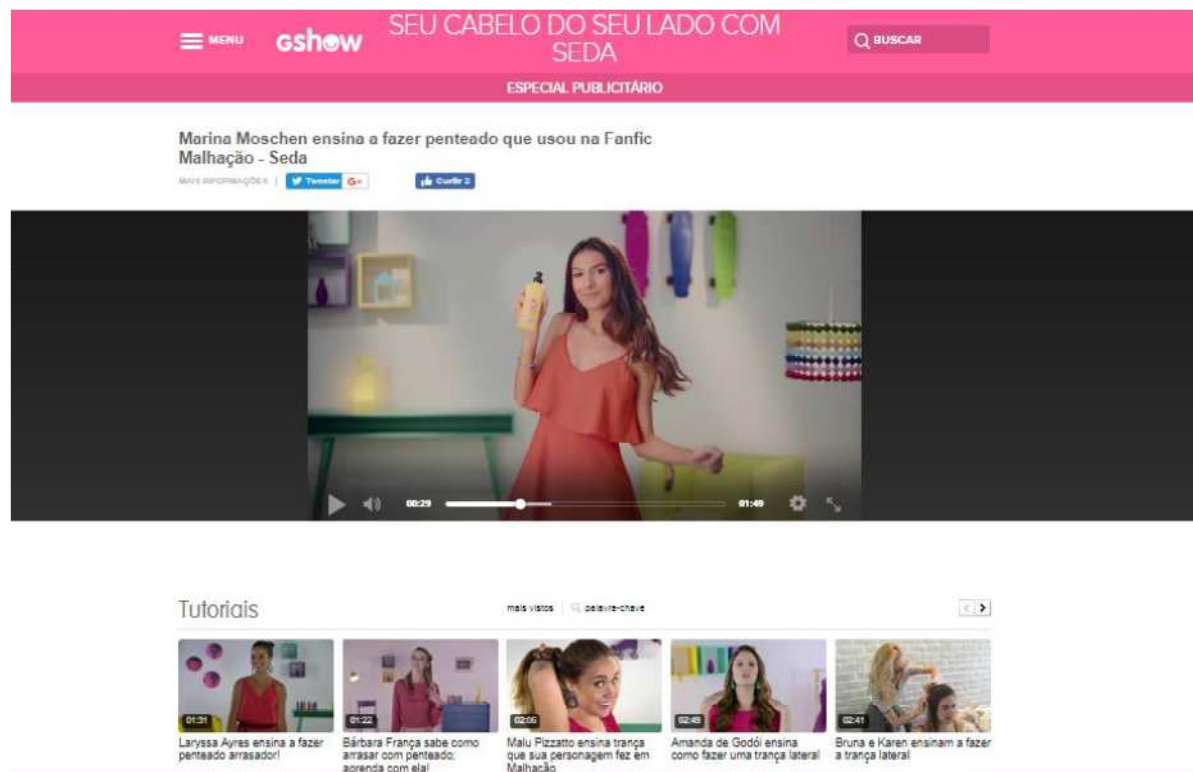 MENU
gshow
SEU CABELO DO SEU LADO COM
SEDA
BUSCAR
ESPECIAL PUBLICITÁRIO
Marina Moschen ensina a fazer penteado que usou na Fanfic
Malhação - Seda
MAIS INFORMAÇÕES
Tweetar
G+
Curtir 2
00:29
01:49
Tutoriais
mais vistos
palavra-chave
01:31
01:22
02:06
02:49
02:41
Laryssa Ayres ensina a fazer
penteado arrasador!
Bárbara França sabe como
arrasar com penteado;
aprenda com ela!
Malu Pizzatto ensina trança
que sua personagem fez em
Malhação
Amanda de Godói ensina
como fazer uma trança lateral
Bruna e Karen ensinam a fazer
a trança lateral